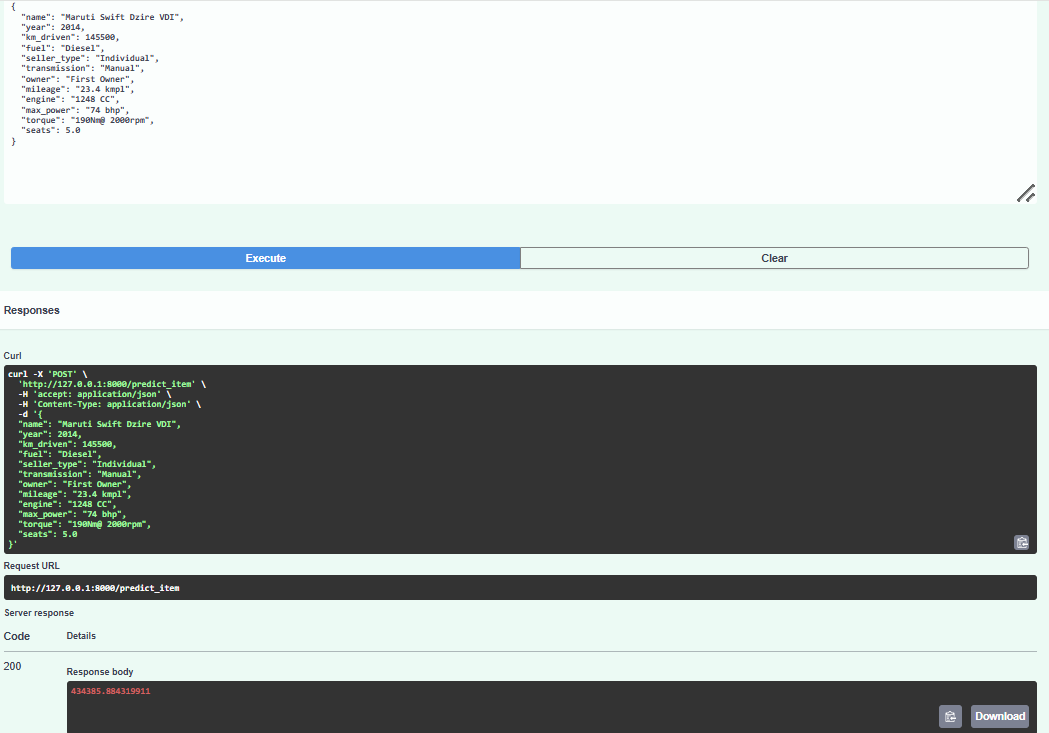 {
"name": "Maruti Swift Dzire VDI",
"year": 2014,
"km_driven": 145500,
"fuel": "Diesel",
"seller_type": "Individual",
"transmission": "Manual",
"owner": "First Owner",
"mileage": "23.4 kmpl",
"engine": "1248 CC",
"max_power": "74 bhp",
"torque": "190Nm@ 2000rpm",
"seats": 5.0
}
Execute Clear
Responses
Curl
curl -X 'POST' \
'http://127.0.0.1:8000/predict_item' \
-H 'accept: application/json' \
-H 'Content-Type: application/json' \
-d '{
"name": "Maruti Swift Dzire VDI",
"year": 2014,
"km_driven": 145500,
"fuel": "Diesel",
"seller_type": "Individual",
"transmission": "Manual",
"owner": "First Owner",
"mileage": "23.4 kmpl",
"engine": "1248 CC",
"max_power": "74 bhp",
"torque": "190Nm@ 2000rpm",
"seats": 5.0
}'
Request URL
http://127.0.0.1:8000/predict_item
Server response
Code Details
200
Response body
434385.884319911
Download